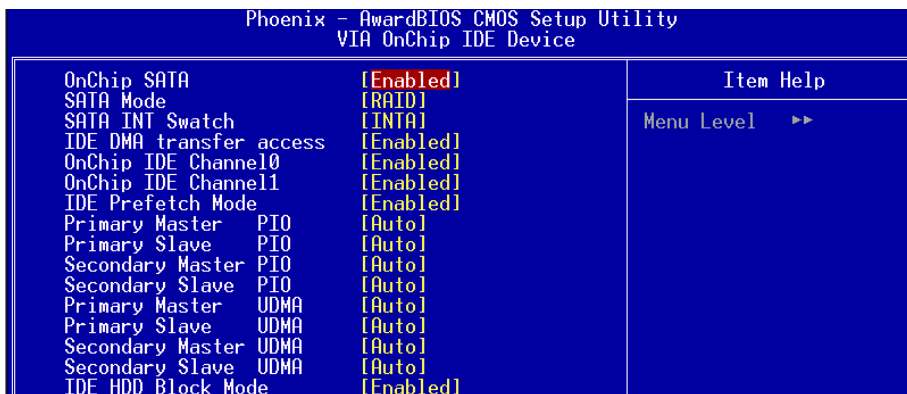 Phoenix - AwardBIOS CMOS Setup Utility
VIA OnChip IDE Device
OnChip SATA [Enabled]
SATA Mode [RAID]
SATA INT Swatch [INTA]
IDE DMA transfer access [Enabled]
OnChip IDE Channel0 [Enabled]
OnChip IDE Channel1 [Enabled]
IDE Prefetch Mode [Enabled]
Primary Master PIO [Auto]
Primary Slave PIO [Auto]
Secondary Master PIO [Auto]
Secondary Slave PIO [Auto]
Primary Master UDMA [Auto]
Primary Slave UDMA [Auto]
Secondary Master UDMA [Auto]
Secondary Slave UDMA [Auto]
IDE HDD Block Mode [Enabled]
Item Help
Menu Level ▸▸